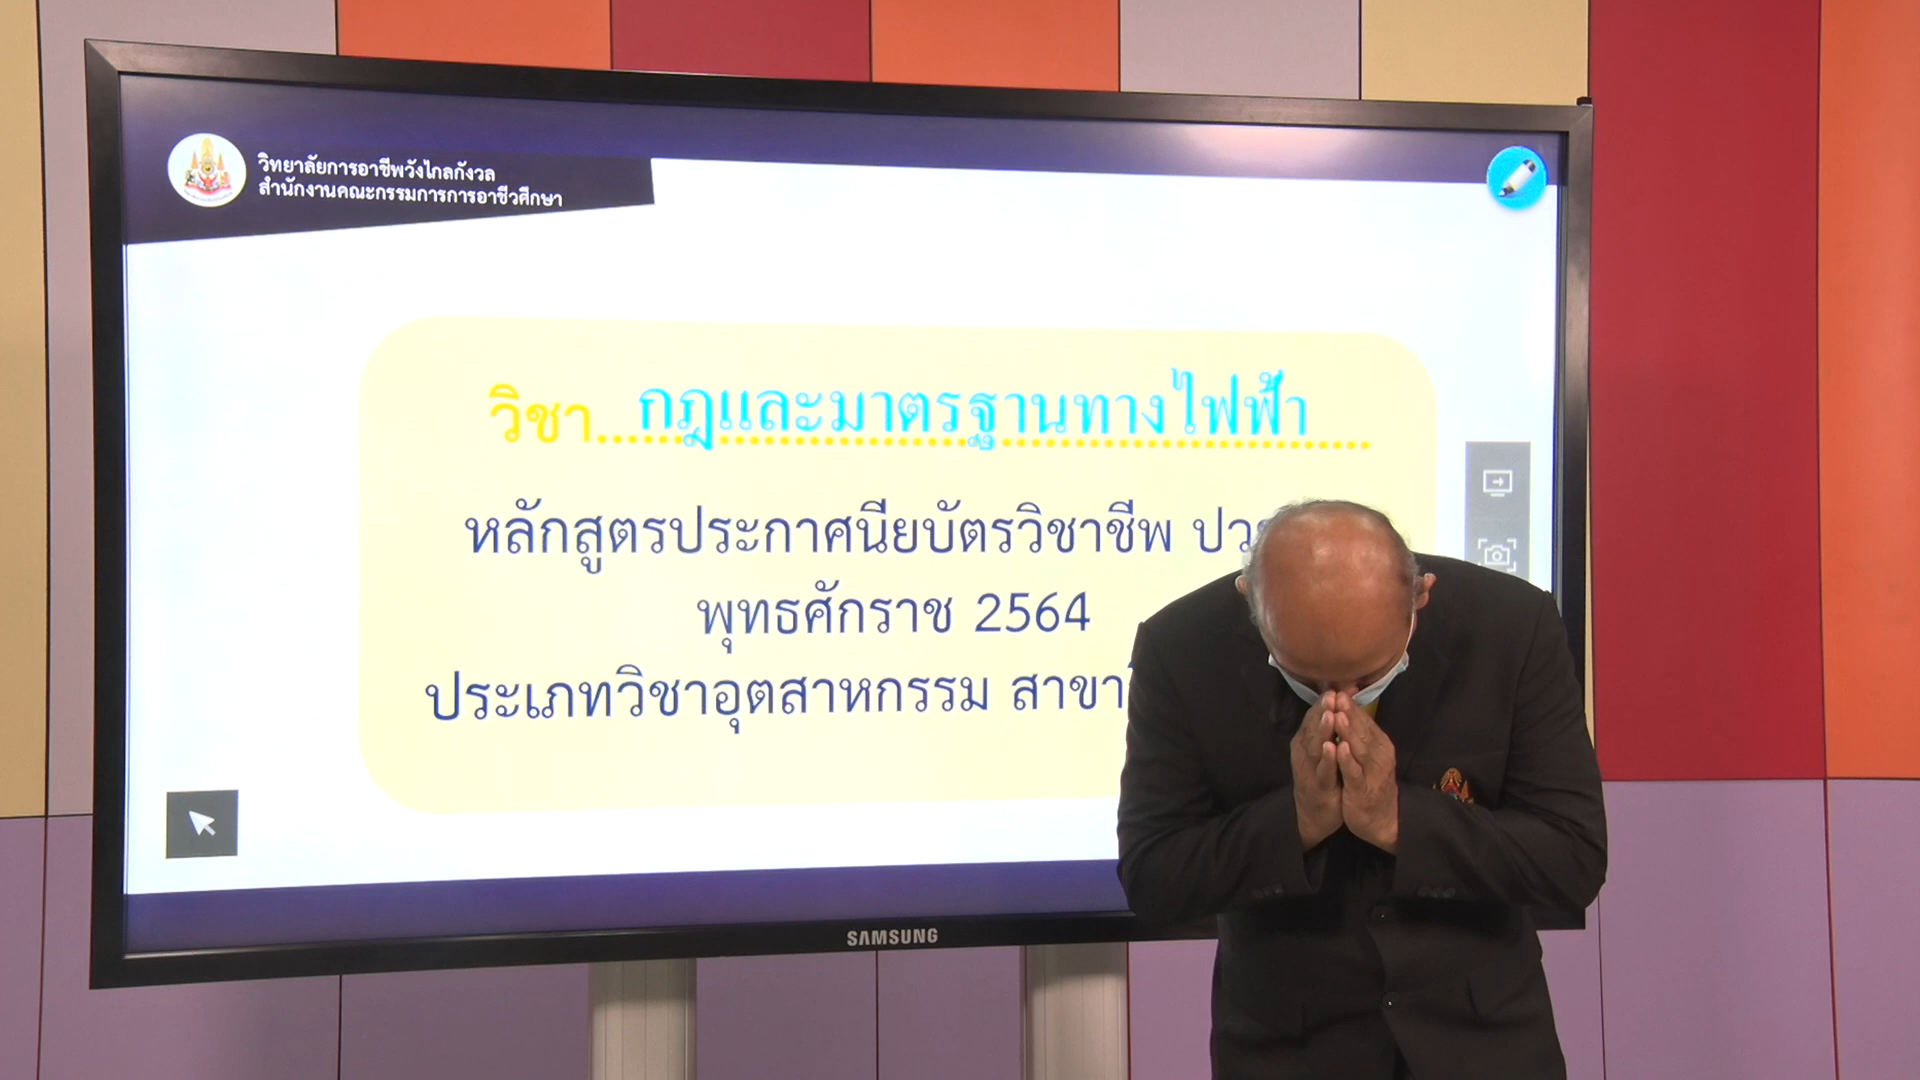 วิทยาลัยการอาชีพวังไกลกังวล
สำนักงานคณะกรรมการการอาชีวศึกษา
วิชา....กฎและมาตรฐานทางไฟฟ้า....
หลักสูตรประกาศนียบัตรวิชาชีพ
พุทธศักราช 2564
ประเภทวิชาอุตสาหกรรม สาขา
SAMSUNG